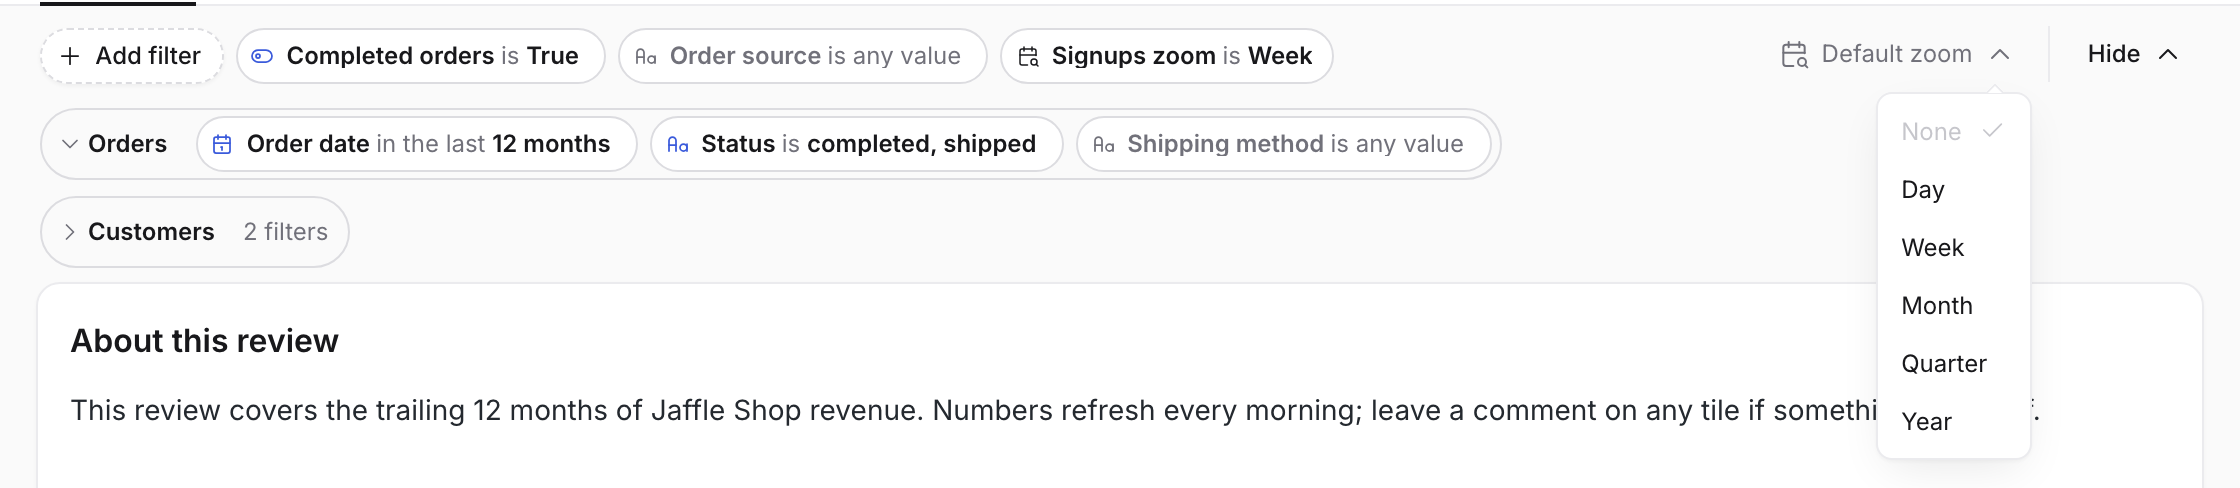 Add filter
Completed orders is True
Order source is any value
Signups zoom is Week
Default zoom
Hide
Orders
Order date in the last 12 months
Status is completed, shipped
Shipping method is any value
Customers 2 filters
None
Day
Week
Month
Quarter
Year
About this review
This review covers the trailing 12 months of Jaffle Shop revenue. Numbers refresh every morning; leave a comment on any tile if